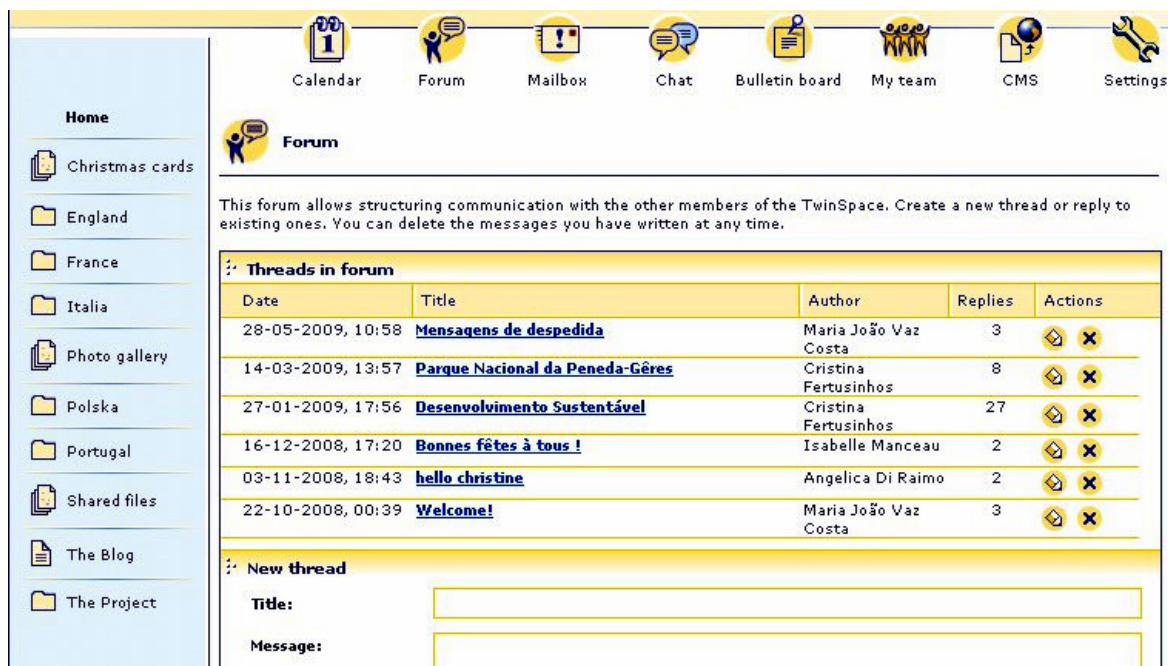 1
Calendar Forum Mailbox Chat Bulletin board My team CMS Settings
Home
Christmas cards
England
France
Italia
Photo gallery
Polska
Portugal
Shared files
The Blog
The Project
Forum
This forum allows structuring communication with the other members of the TwinSpace. Create a new thread or reply to
existing ones. You can delete the messages you have written at any time.
Threads in forum
Date Title Author Replies Actions
28-05-2009, 10:58 Mensagens de despedida Maria João Vaz 3
Costa
14-03-2009, 13:57 Parque Nacional da Peneda-Gêres Cristina 8
Fertusinhos
27-01-2009, 17:56 Desenvolvimento Sustentável Cristina 27
Fertusinhos
16-12-2008, 17:20 Bonnes fêtes à tous ! Isabelle Manceau 2
03-11-2008, 18:43 hello christine Angelica Di Raimo 2
22-10-2008, 00:39 Welcome! Maria João Vaz 3
Costa
New thread
Title:
Message: